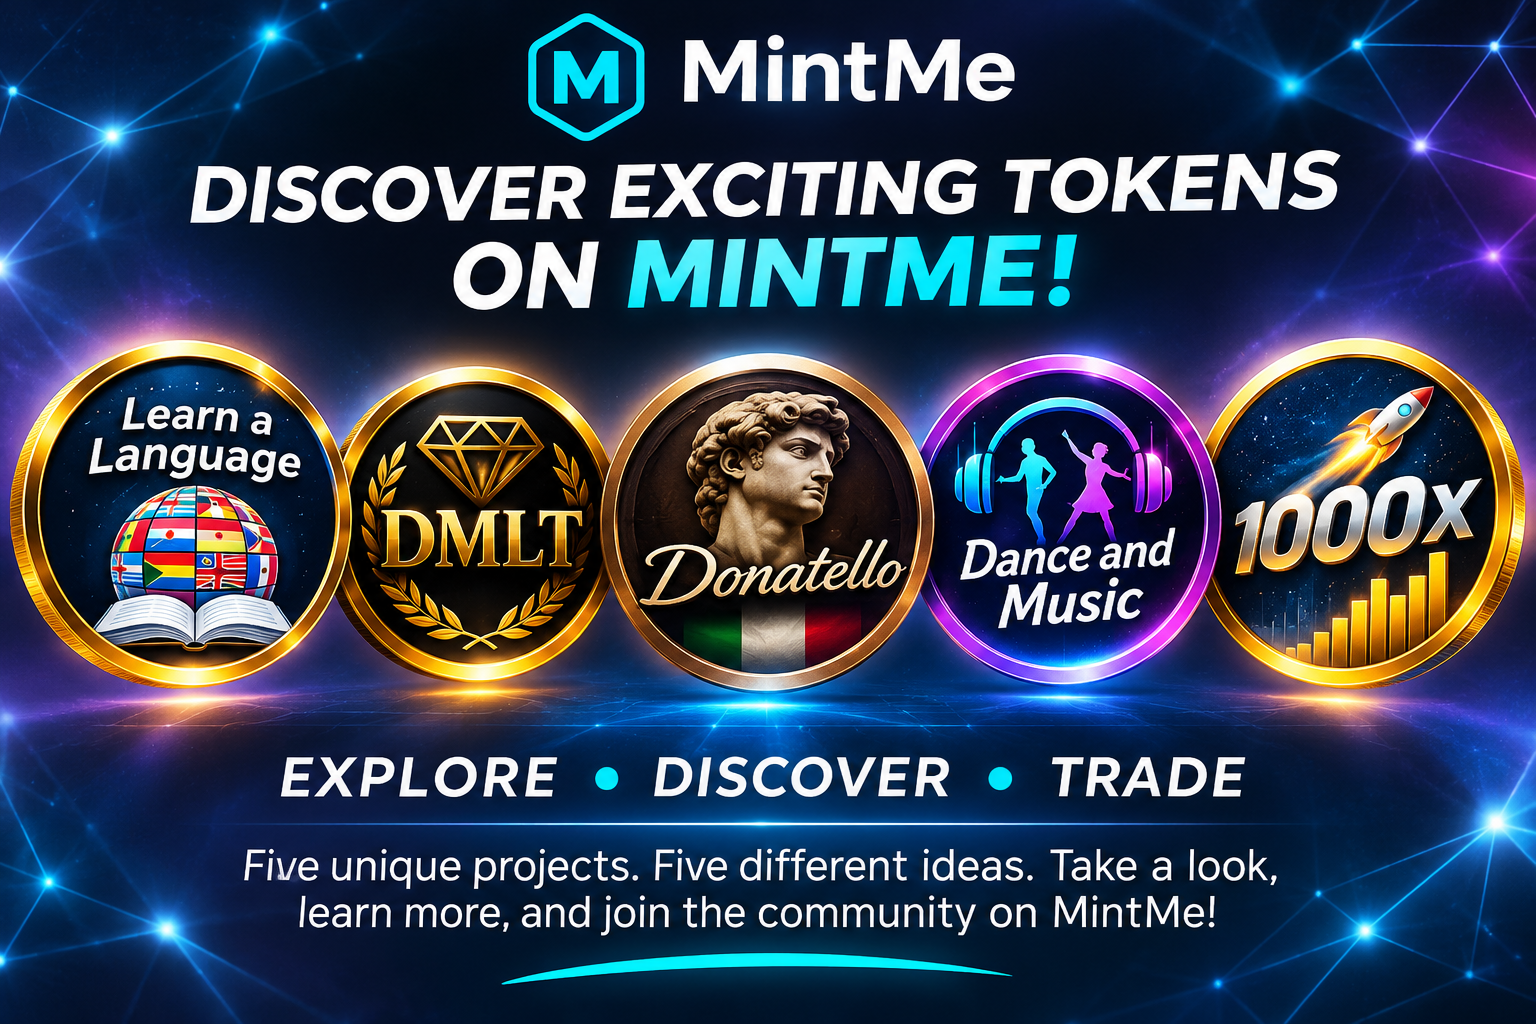 M MintMe
DISCOVER EXCITING TOKENS
ON MINTME!
Learn a
Language
DMLT
Donatello
Dance and
Music
1000x
EXPLORE • DISCOVER • TRADE
Five unique projects. Five different ideas. Take a look,
learn more, and join the community on MintMe!